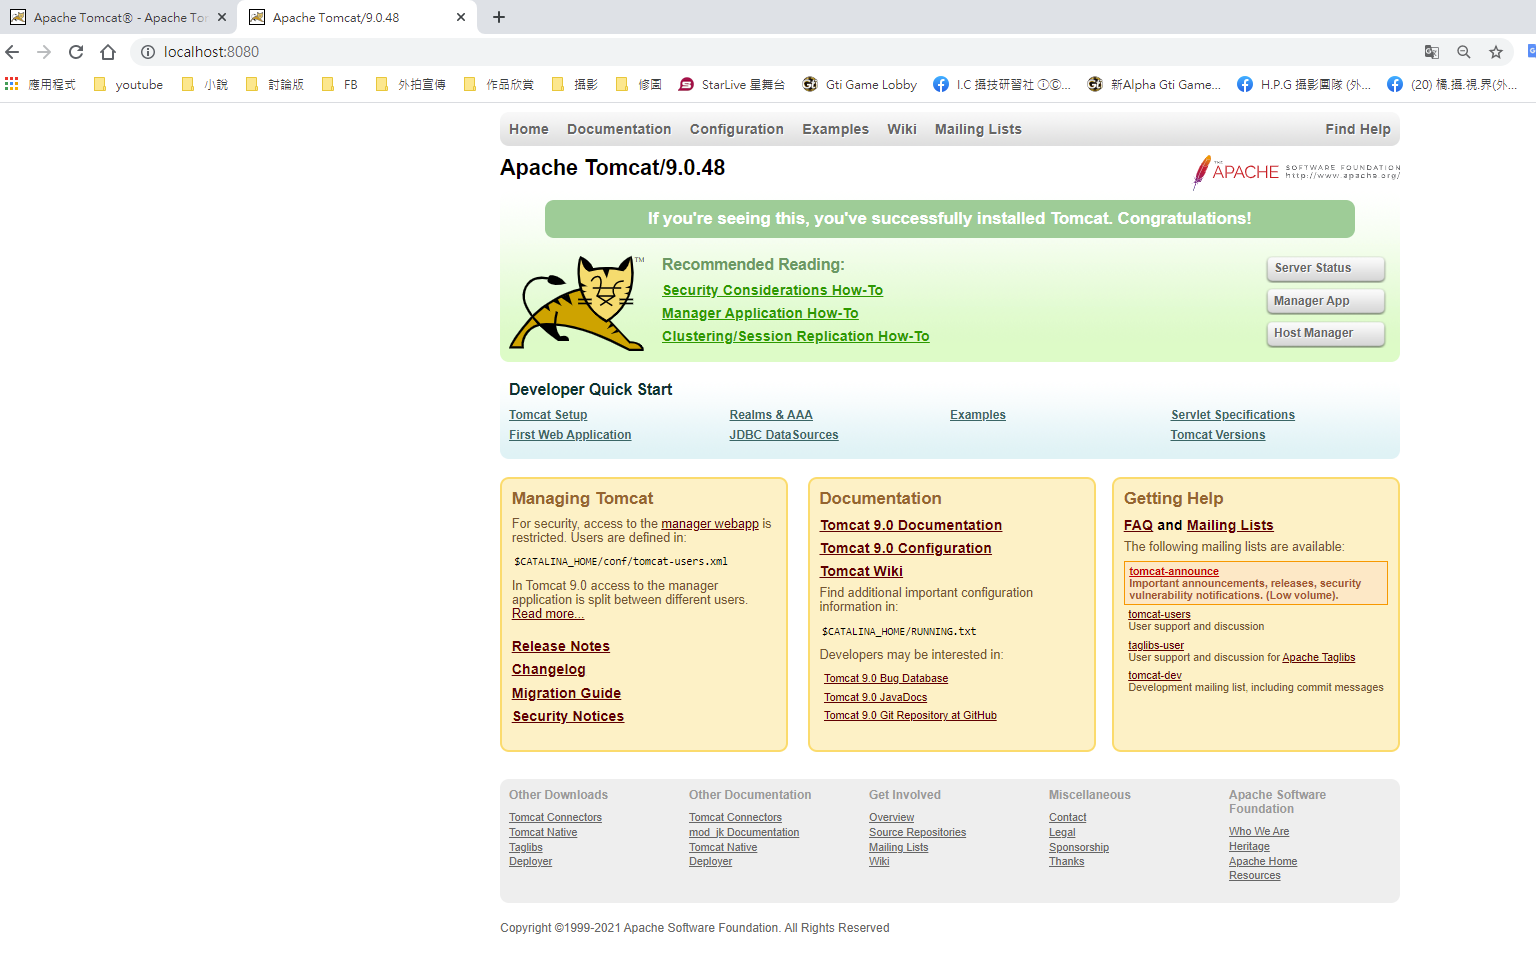 Apache Tomcat® - Apache To
Apache Tomcat/9.0.48
localhost:8080
應用程式 youtube 小說 討論版 FB 外拍宣傳 作品欣賞 攝影 修圖 StarLive 星舞台 Gti Game Lobby I.C 攝技研習社 ⒾⒸ... 新Alpha Gti Game... H.P.G 攝影團隊 (外... (20) 橘.攝.視.界(外...
Home Documentation Configuration Examples Wiki Mailing Lists Find Help
Apache Tomcat/9.0.48
THE APACHE SOFTWARE FOUNDATION
http://www.apache.org/
If you're seeing this, you've successfully installed Tomcat. Congratulations!
TM
Recommended Reading:
Security Considerations How-To
Manager Application How-To
Clustering/Session Replication How-To
Server Status
Manager App
Host Manager
Developer Quick Start
Tomcat Setup
First Web Application
Realms & AAA
JDBC DataSources
Examples
Servlet Specifications
Tomcat Versions
Managing Tomcat
For security, access to the manager webapp is
restricted. Users are defined in:
$CATALINA_HOME/conf/tomcat-users.xml
In Tomcat 9.0 access to the manager
application is split between different users.
Read more...
Release Notes
Changelog
Migration Guide
Security Notices
Documentation
Tomcat 9.0 Documentation
Tomcat 9.0 Configuration
Tomcat Wiki
Find additional important configuration
information in:
$CATALINA_HOME/RUNNING.txt
Developers may be interested in:
Tomcat 9.0 Bug Database
Tomcat 9.0 JavaDocs
Tomcat 9.0 Git Repository at GitHub
Getting Help
FAQ and Mailing Lists
The following mailing lists are available:
tomcat-announce
Important announcements, releases, security
vulnerability notifications. (Low volume).
tomcat-users
User support and discussion
taglibs-user
User support and discussion for Apache Taglibs
tomcat-dev
Development mailing list, including commit messages
Other Downloads
Tomcat Connectors
Tomcat Native
Taglibs
Deployer
Other Documentation
Tomcat Connectors
mod_jk Documentation
Tomcat Native
Deployer
Get Involved
Overview
Source Repositories
Mailing Lists
Wiki
Miscellaneous
Contact
Legal
Sponsorship
Thanks
Apache Software
Foundation
Who We Are
Heritage
Apache Home
Resources
Copyright ©1999-2021 Apache Software Foundation. All Rights Reserved